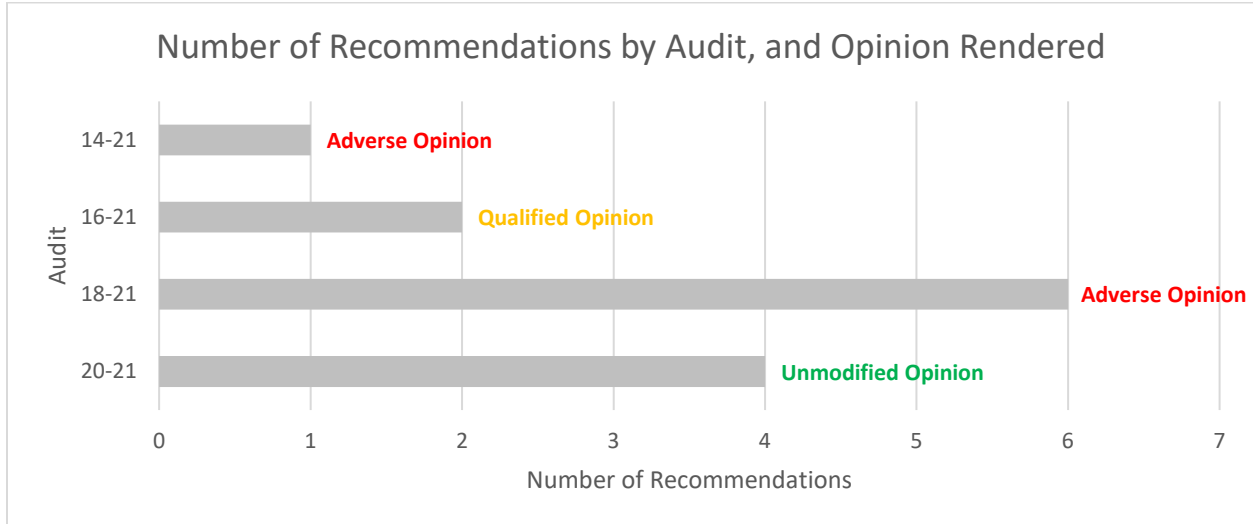 Number of Recommendations by Audit, and Opinion Rendered
Audit
14-21
Adverse Opinion
16-21
Qualified Opinion
18-21
Adverse Opinion
20-21
Unmodified Opinion
0 1 2 3 4 5 6 7
Number of Recommendations